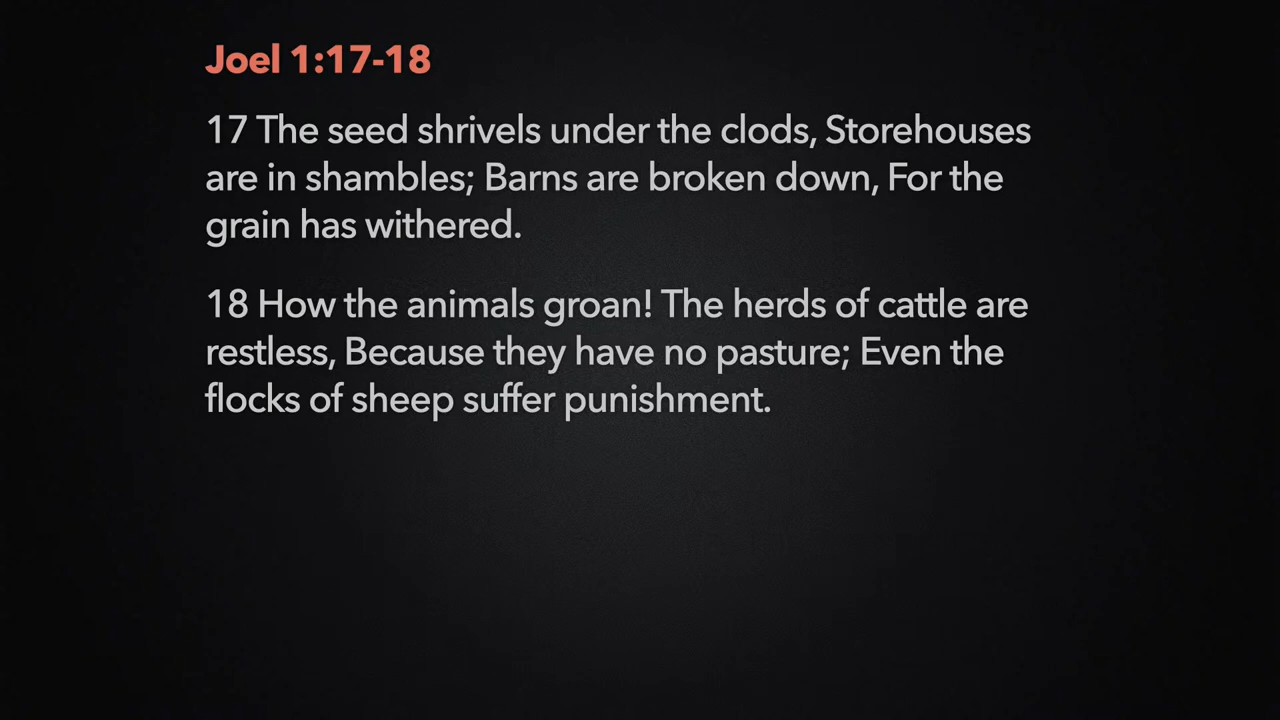 Joel 1:17-18
17 The seed shrivels under the clods, Storehouses
are in shambles; Barns are broken down, For the
grain has withered.
18 How the animals groan! The herds of cattle are
restless, Because they have no pasture; Even the
flocks of sheep suffer punishment.